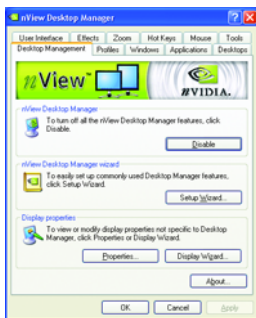 nView Desktop Manager
User Interface Effects Zoom Hot Keys Mouse Tools
Desktop Management Profiles Windows Applications Desktops
nView
NVIDIA.
nView Desktop Manager
To turn off all the nView Desktop Manager features, click
Disable.
Disable
nView Desktop Manager wizard
To easily set up commonly used Desktop Manager features,
click Setup Wizard.
Setup Wizard...
Display properties
To view or modify display properties not specific to Desktop
Manager, click Properties or Display Wizard.
Properties... Display Wizard...
About...
OK Cancel Apply